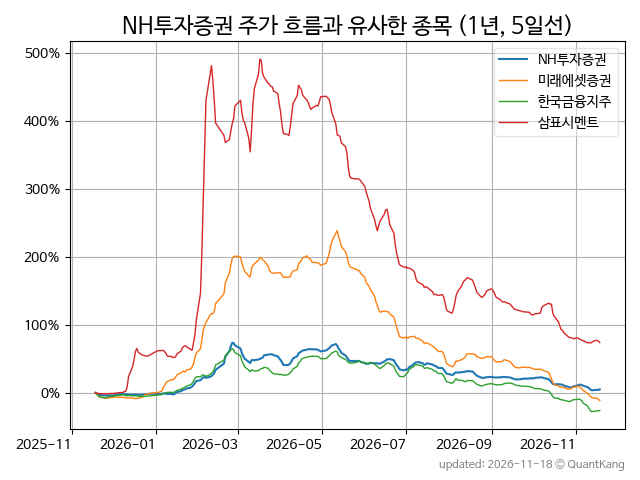 NH투자증권 주가 흐름과 유사한 종목 (1년, 5일선)
500%
400%
300%
200%
100%
0%
NH투자증권
미래에셋증권
한국금융지주
삼표시멘트
2025-11
2026-01
2026-03
2026-05
2026-07
2026-09
2026-11
updated: 2026-11-18 © QuantKang